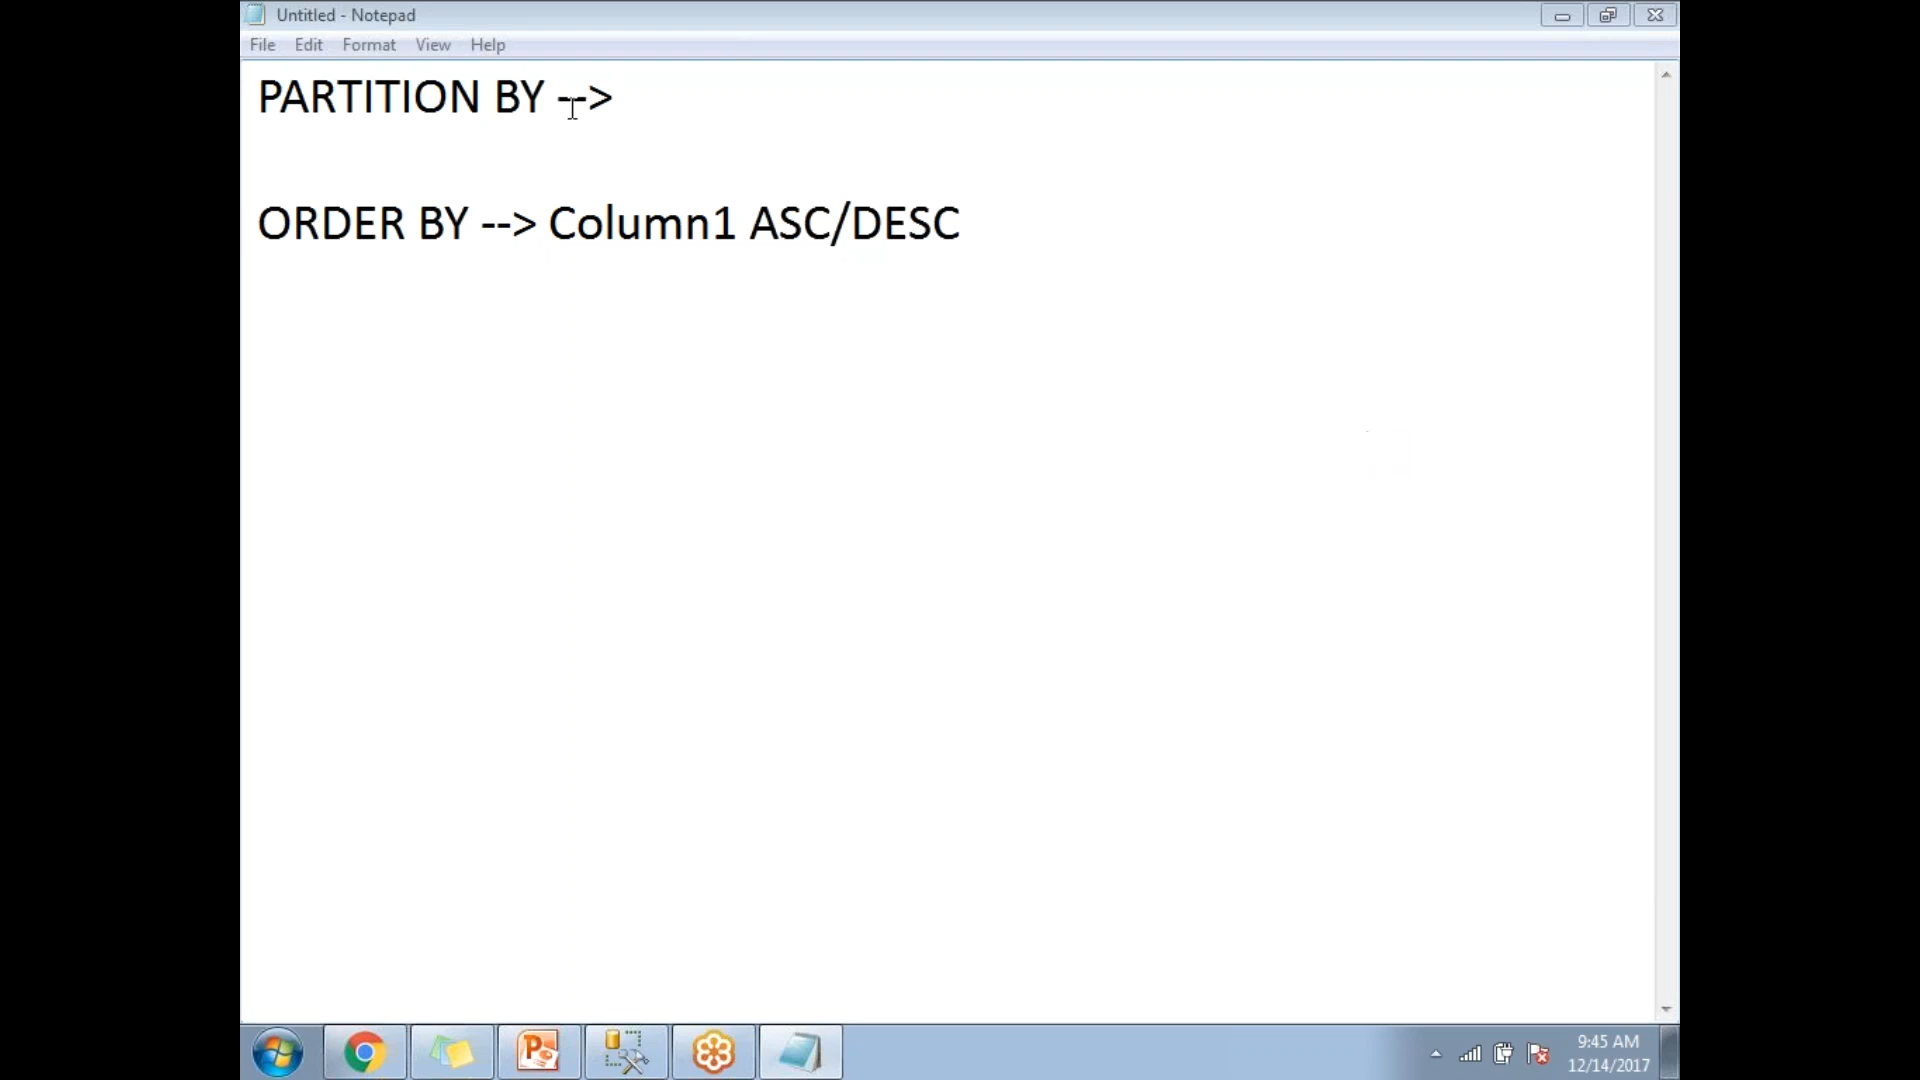 Untitled - Notepad
File Edit Format View Help
PARTITION BY -->
ORDER BY --> Column1 ASC/DESC
9:45 AM
12/14/2017